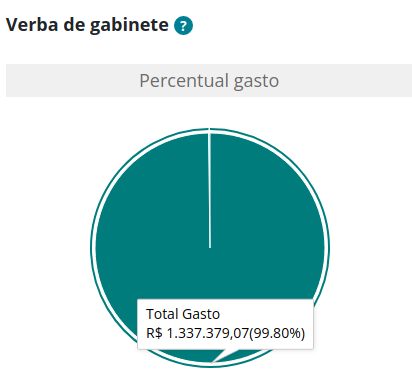 Verba de gabinete ?
Percentual gasto
Total Gasto
R$ 1.337.379,07(99.80%)